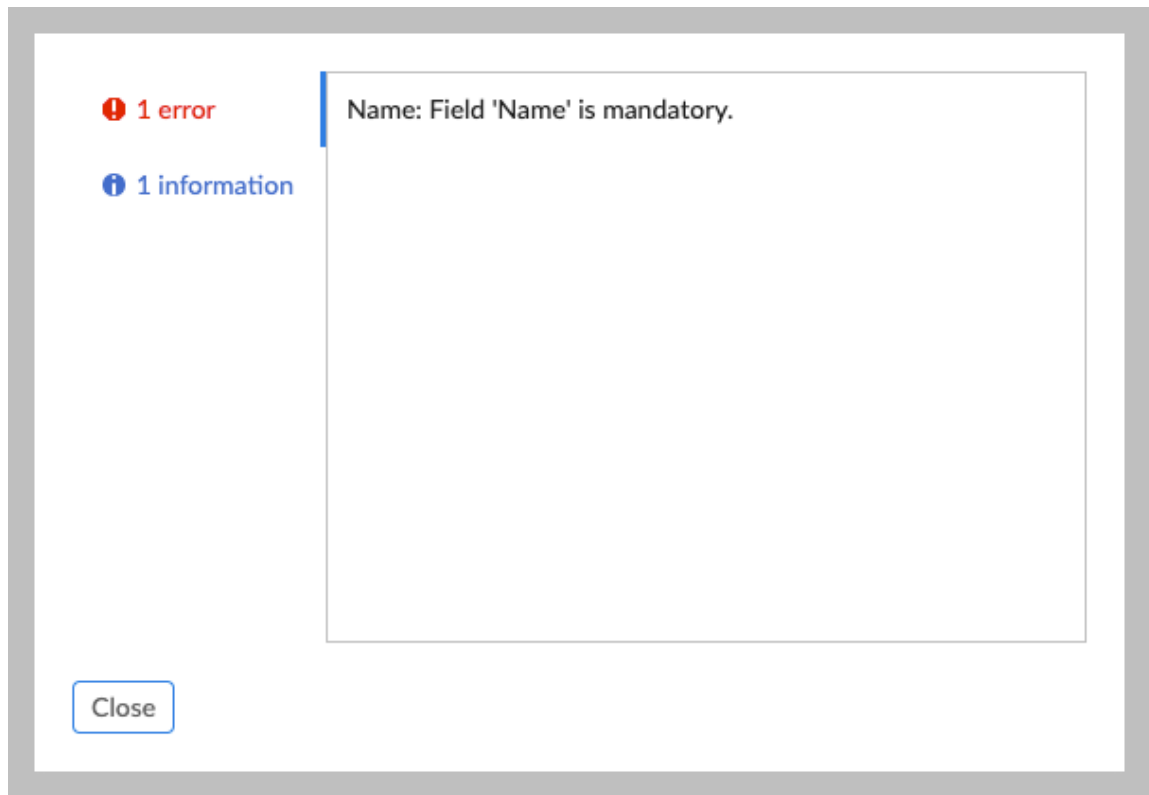 1 error
Name: Field 'Name' is mandatory.
1 information
Close